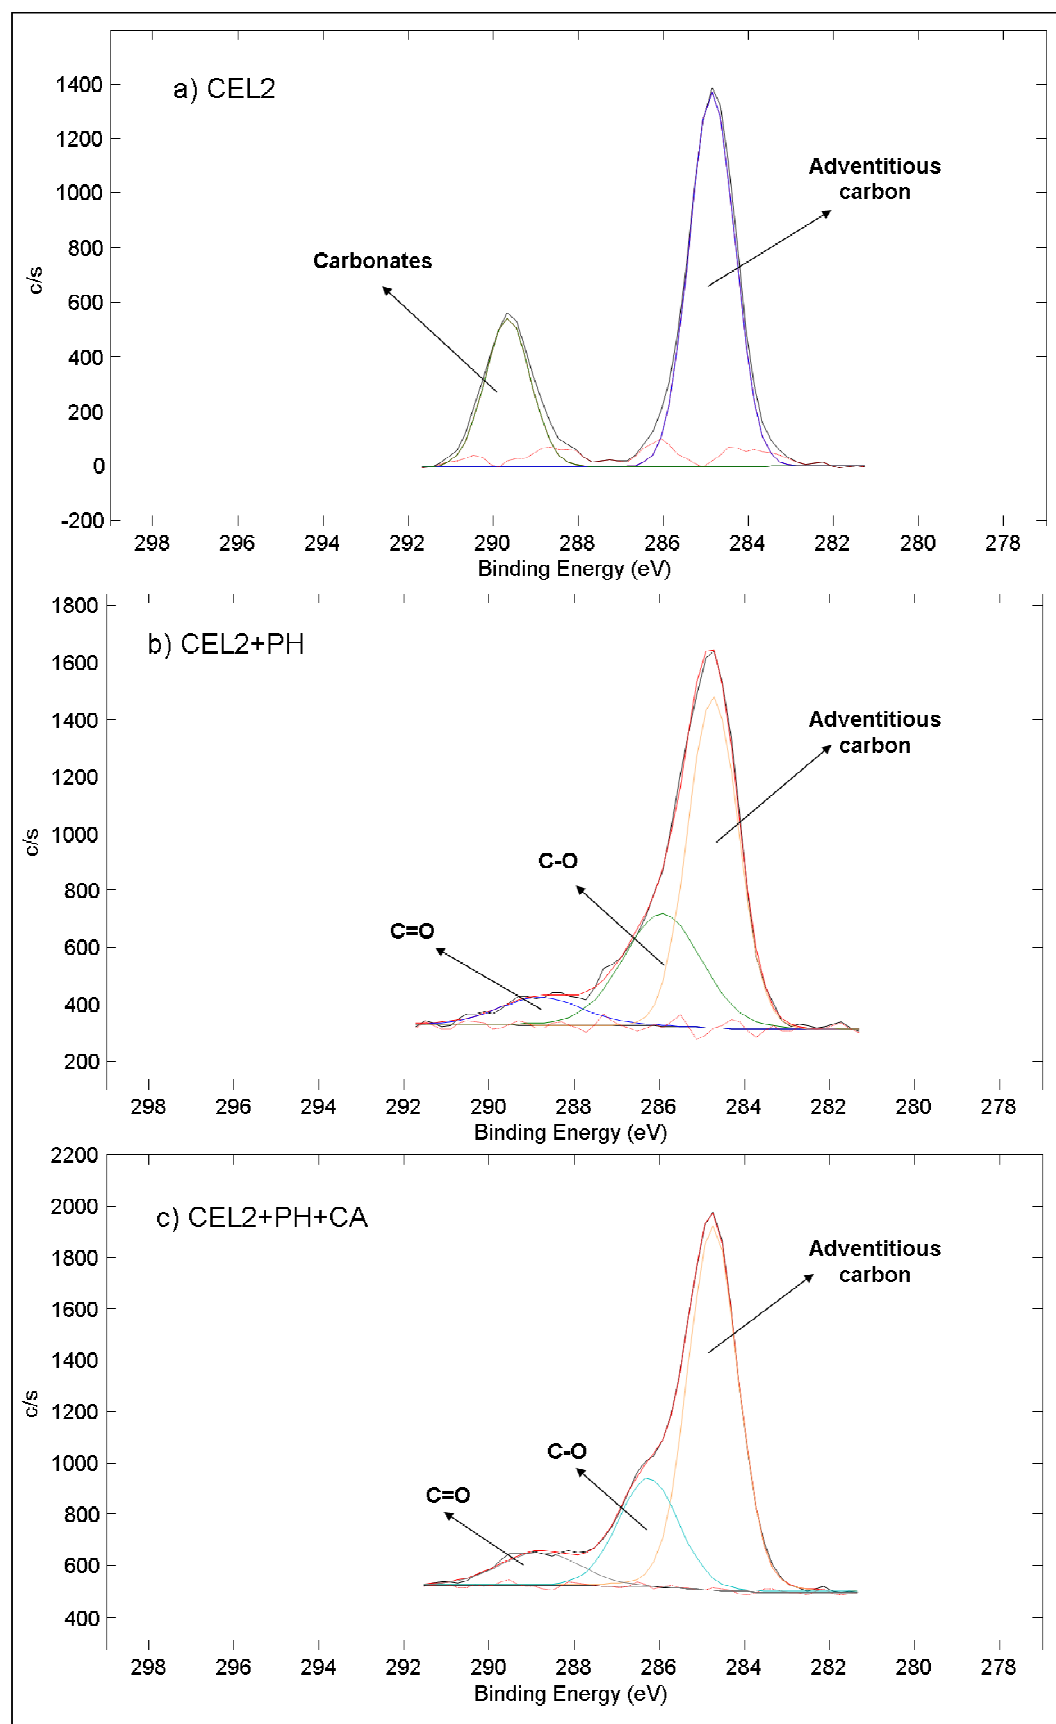 a) CEL2
1400
1200
1000
800
600
400
200
0
-200
c/s
Adventitious
carbon
Carbonates
298 296 294 292 290 288 286 284 282 280 278
Binding Energy (eV)
b) CEL2+PH
1800
1600
1400
1200
1000
800
600
400
200
c/s
Adventitious
carbon
C-O
C=O
298 296 294 292 290 288 286 284 282 280 278
Binding Energy (eV)
c) CEL2+PH+CA
2200
2000
1800
1600
1400
1200
1000
800
600
400
c/s
Adventitious
carbon
C-O
C=O
298 296 294 292 290 288 286 284 282 280 278
Binding Energy (eV)